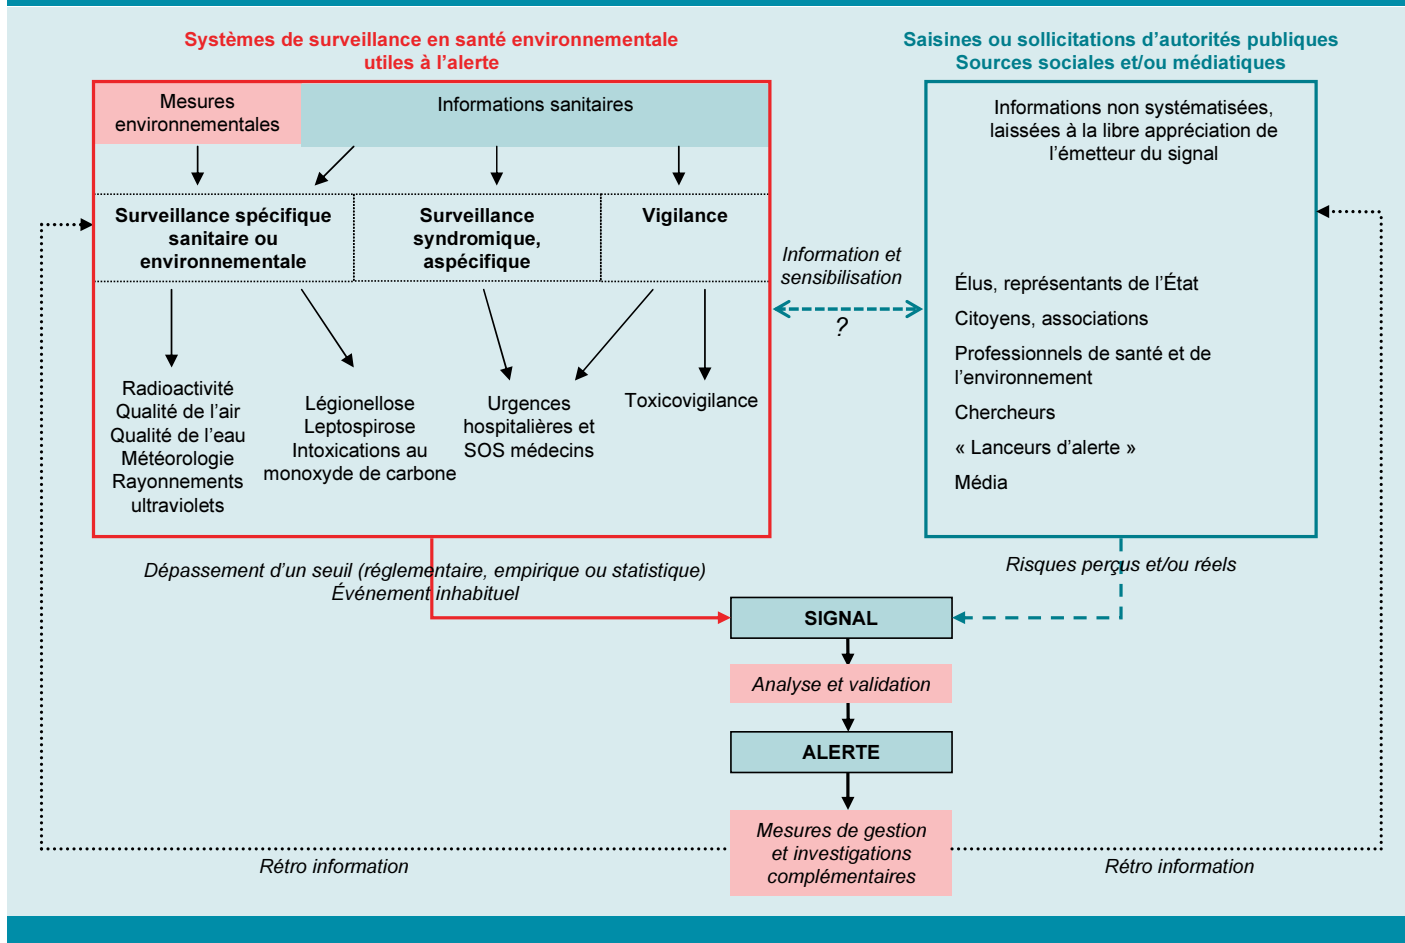 Systèmes de surveillance en santé environnementale
utiles à l’alerte
Saisines ou sollicitations d’autorités publiques
Sources sociales et/ou médiatiques
Mesures
environnementales
Informations sanitaires
Informations non systématisées,
laissées à la libre appréciation de
l’émetteur du signal
Surveillance spécifique
sanitaire ou
environnementale
Surveillance
syndromique,
aspécifique
Vigilance
Information et
sensibilisation
?
Élus, représentants de l’État
Citoyens, associations
Professionnels de santé et de
l’environnement
Chercheurs
« Lanceurs d’alerte »
Média
Radioactivité
Qualité de l’air
Qualité de l’eau
Météorologie
Rayonnements
ultraviolets
Légionellose
Leptospirose
Intoxications au
monoxyde de carbone
Urgences
hospitalières et
SOS médecins
Toxicovigilance
Dépassement d’un seuil (réglementaire, empirique ou statistique)
Événement inhabituel
Risques perçus et/ou réels
SIGNAL
Analyse et validation
ALERTE
Mesures de gestion
et investigations
complémentaires
Rétro information
Rétro information